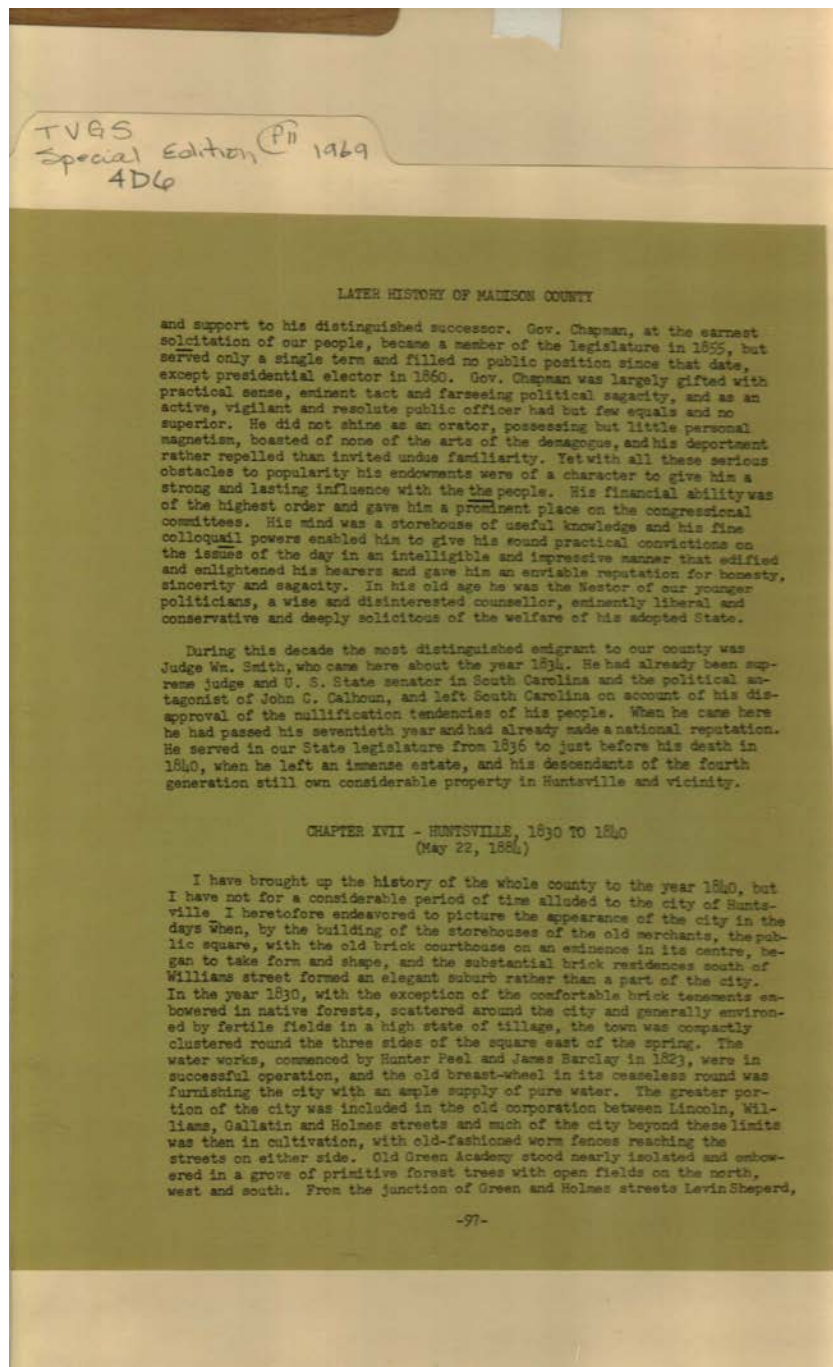 TVGS
Special Edition P11 1969
4D6
LATER HISTORY OF MADISON COUNTY
and support to his distinguished successor. Gov. Chapman, at the earnest
solcitation of our people, became a member of the legislature in 1855, but
served only a single term and filled no public position since that date,
except presidential elector in 1860. Gov. Chapman was largely gifted with
practical sense, eminent tact and farseeing political sagacity, and as an
active, vigilant and resolute public officer had but few equals and no
superior. He did not shine as an orator, possessing but little personal
magnetism, boasted of none of the arts of the demagogue, and his deportment
rather repelled than invited undue familiarity. Yet with all these serious
obstacles to popularity his endowments were of a character to give him a
strong and lasting influence with the the people. His financial ability was
of the highest order and gave him a prominent place on the congressional
committees. His mind was a storehouse of useful knowledge and his fine
colloquail powers enabled him to give his sound practical convictions on
the issues of the day in an intelligible and impressive manner that edified
and enlightened his hearers and gave him an enviable reputation for honesty,
sincerity and sagacity. In his old age he was the Nestor of our younger
politicians, a wise and disinterested counsellor, eminently liberal and
conservative and deeply solicitous of the welfare of his adopted State.
During this decade the most distinguished emigrant to our county was
Judge Wm. Smith, who came here about the year 1834. He had already been sup-
reme judge and U. S. State senator in South Carolina and the political an-
tagonist of John C. Calhoun, and left South Carolina on account of his dis-
approval of the nullification tendencies of his people. When he came here
he had passed his seventieth year and had already made a national reputation.
He served in our State legislature from 1836 to just before his death in
1840, when he left an immense estate, and his descendants of the fourth
generation still own considerable property in Huntsville and vicinity.
CHAPTER XVII - HUNTSVILLE, 1830 TO 1840
(May 22, 1884)
I have brought up the history of the whole county to the year 1840, but
I have not for a considerable period of time alluded to the city of Hunts-
ville_ I heretofore endeavored to picture the appearance of the city in the
days when, by the building of the storehouses of the old merchants, the pub-
lic square, with the old brick courthouse on an eminence in its centre, be-
gan to take form and shape, and the substantial brick residences south of
Williams street formed an elegant suburb rather than a part of the city.
In the year 1830, with the exception of the comfortable brick tenements em-
bowered in native forests, scattered around the city and generally environ-
ed by fertile fields in a high state of tillage, the town was compactly
clustered round the three sides of the square east of the spring. The
water works, commenced by Hunter Peel and James Barclay in 1823, were in
successful operation, and the old breast-wheel in its ceaseless round was
furnishing the city with an ample supply of pure water. The greater por-
tion of the city was included in the old corporation between Lincoln, Wil-
liams, Gallatin and Holmes streets and much of the city beyond these limits
was then in cultivation, with old-fashioned worm fences reaching the
streets on either side. Old Green Academy stood nearly isolated and embow-
ered in a grove of primitive forest trees with open fields on the north,
west and south. From the junction of Green and Holmes streets Levin Sheperd,
-97-